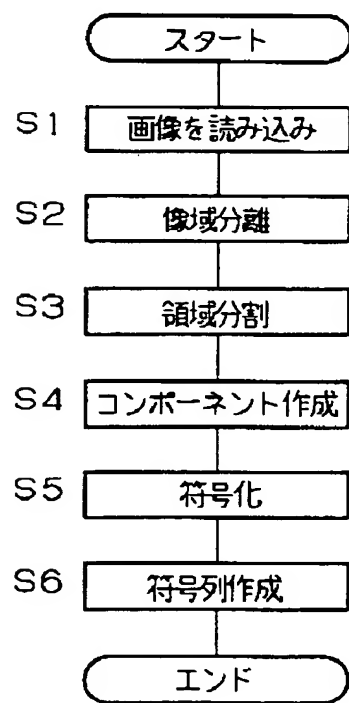 スタート
S1 画像を読み込み
S2 像域分離
S3 領域分割
S4 コンポーネント作成
S5 符号化
S6 符号列作成
エンド